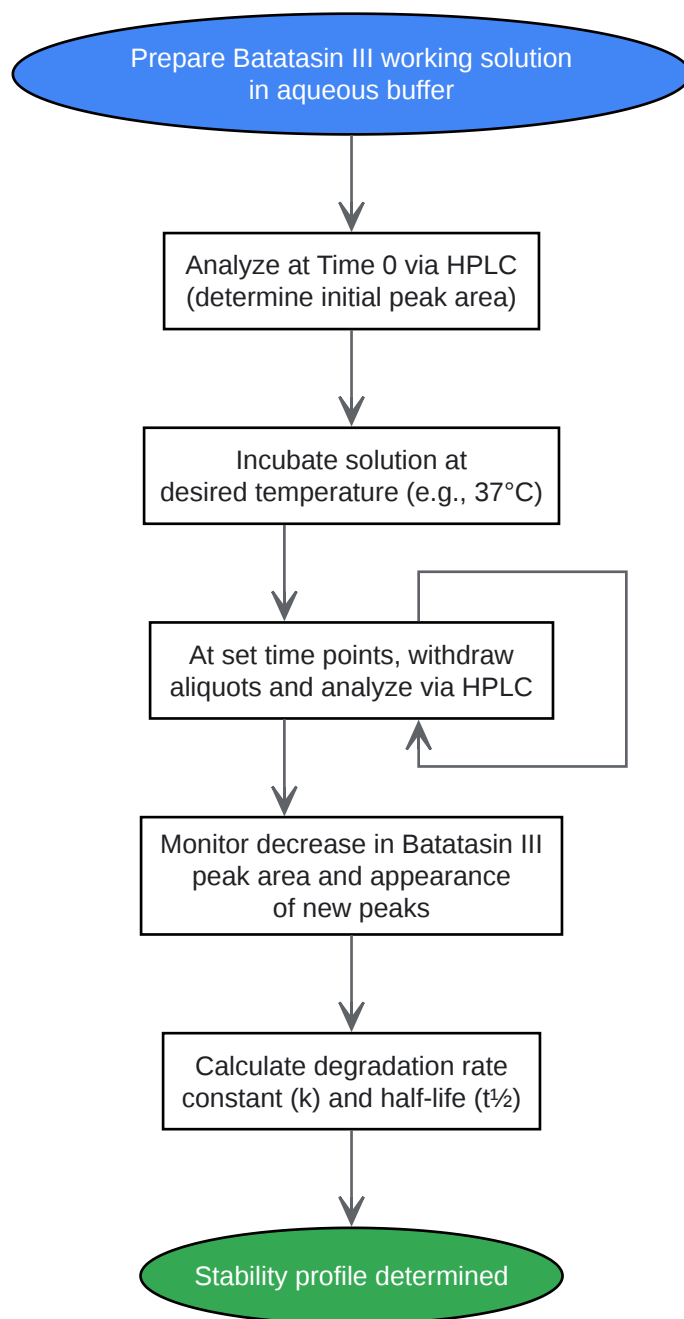 Prepare Batatasin III working solution
in aqueous buffer
Analyze at Time 0 via HPLC
(determine initial peak area)
Incubate solution at
desired temperature (e.g., 37°C)
At set time points, withdraw
aliquots and analyze via HPLC
Monitor decrease in Batatasin III
peak area and appearance
of new peaks
Calculate degradation rate
constant (k) and half-life (t½)
Stability profile determined